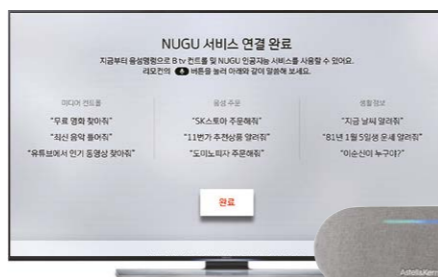 NUGU 서비스 연결 완료
지금부터 음성명령으로 B tv 컨트롤 및 NUGU 인공지능 서비스를 사용할 수 있어요.
리모컨의 버튼을 눌러 아래와 같이 말씀해 보세요.
미디어 컨트롤
"무료 영화 찾아줘"
"최신 음악 틀어줘"
"유튜브에서 인기 동영상 찾아줘"
음성 주문
"SK스토아 주문해줘"
"11번가 추천상품 알려줘"
"도미노피자 주문해줘"
생활정보
"지금 날씨 알려줘"
"81년 1월 5일생 운세 알려줘"
"이순신이 누구야?"
완료
Astell&Kern